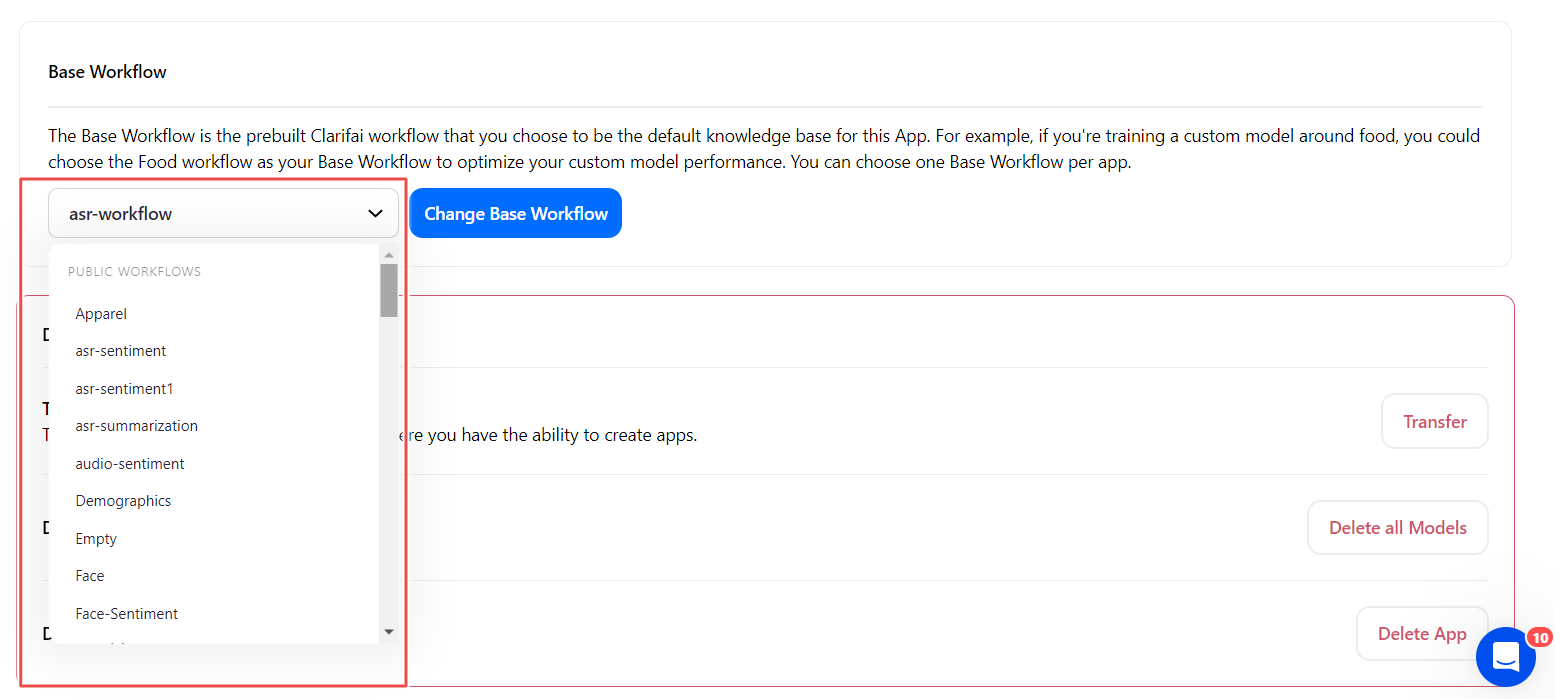 Base Workflow
The Base Workflow is the prebuilt Clarifai workflow that you choose to be the default knowledge base for this App. For example, if you're training a custom model around food, you could
choose the Food workflow as your Base Workflow to optimize your custom model performance. You can choose one Base Workflow per app.
asr-workflow
Change Base Workflow
PUBLIC WORKFLOWS
Apparel
asr-sentiment
asr-sentiment1
asr-summarization
audio-sentiment
Demographics
Empty
Face
Face-Sentiment
you have the ability to create apps.
Transfer
Delete all Models
Delete App
10